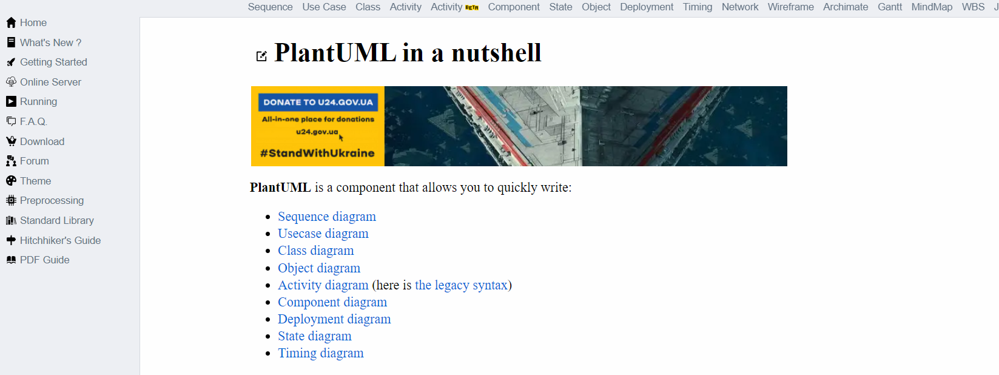 Sequence Use Case Class Activity Activity BETA Component State Object Deployment Timing Network Wireframe Archimate Gantt MindMap WBS J
Home
What's New ?
Getting Started
Online Server
Running
F.A.Q.
Download
Forum
Theme
Preprocessing
Standard Library
Hitchhiker's Guide
PDF Guide
PlantUML in a nutshell
DONATE TO U24.GOV.UA
All-in-one place for donations
u24.gov.ua
#StandWithUkraine
PlantUML is a component that allows you to quickly write:
Sequence diagram
Usecase diagram
Class diagram
Object diagram
Activity diagram (here is the legacy syntax)
Component diagram
Deployment diagram
State diagram
Timing diagram